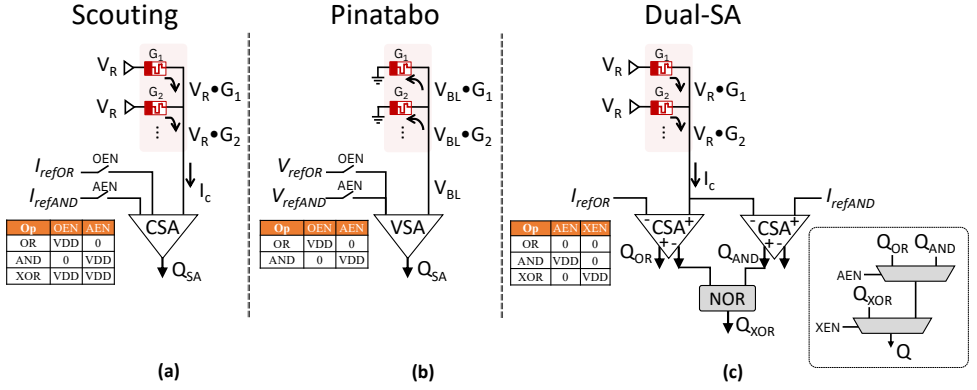 Scouting
G1
VR
VR•G1
G2
VR
VR•G2
⋮
IrefOR
OEN
IrefAND
AEN
Ic
CSA
QSA
Op OEN AEN
OR VDD 0
AND 0 VDD
XOR VDD VDD
(a)
Pinatabo
G1
VBL•G1
G2
VBL•G2
⋮
VrefOR
OEN
VrefAND
AEN
VBL
VSA
QSA
Op OEN AEN
OR VDD 0
AND 0 VDD
(b)
Dual-SA
G1
VR
VR•G1
G2
VR
VR•G2
⋮
Ic
IrefOR
IrefAND
- CSA +
+ -
- CSA +
+ -
QOR
QAND
NOR
QXOR
Op AEN XEN
OR 0 0
AND VDD 0
XOR 0 VDD
QOR QAND
AEN
QXOR
XEN
Q
(c)